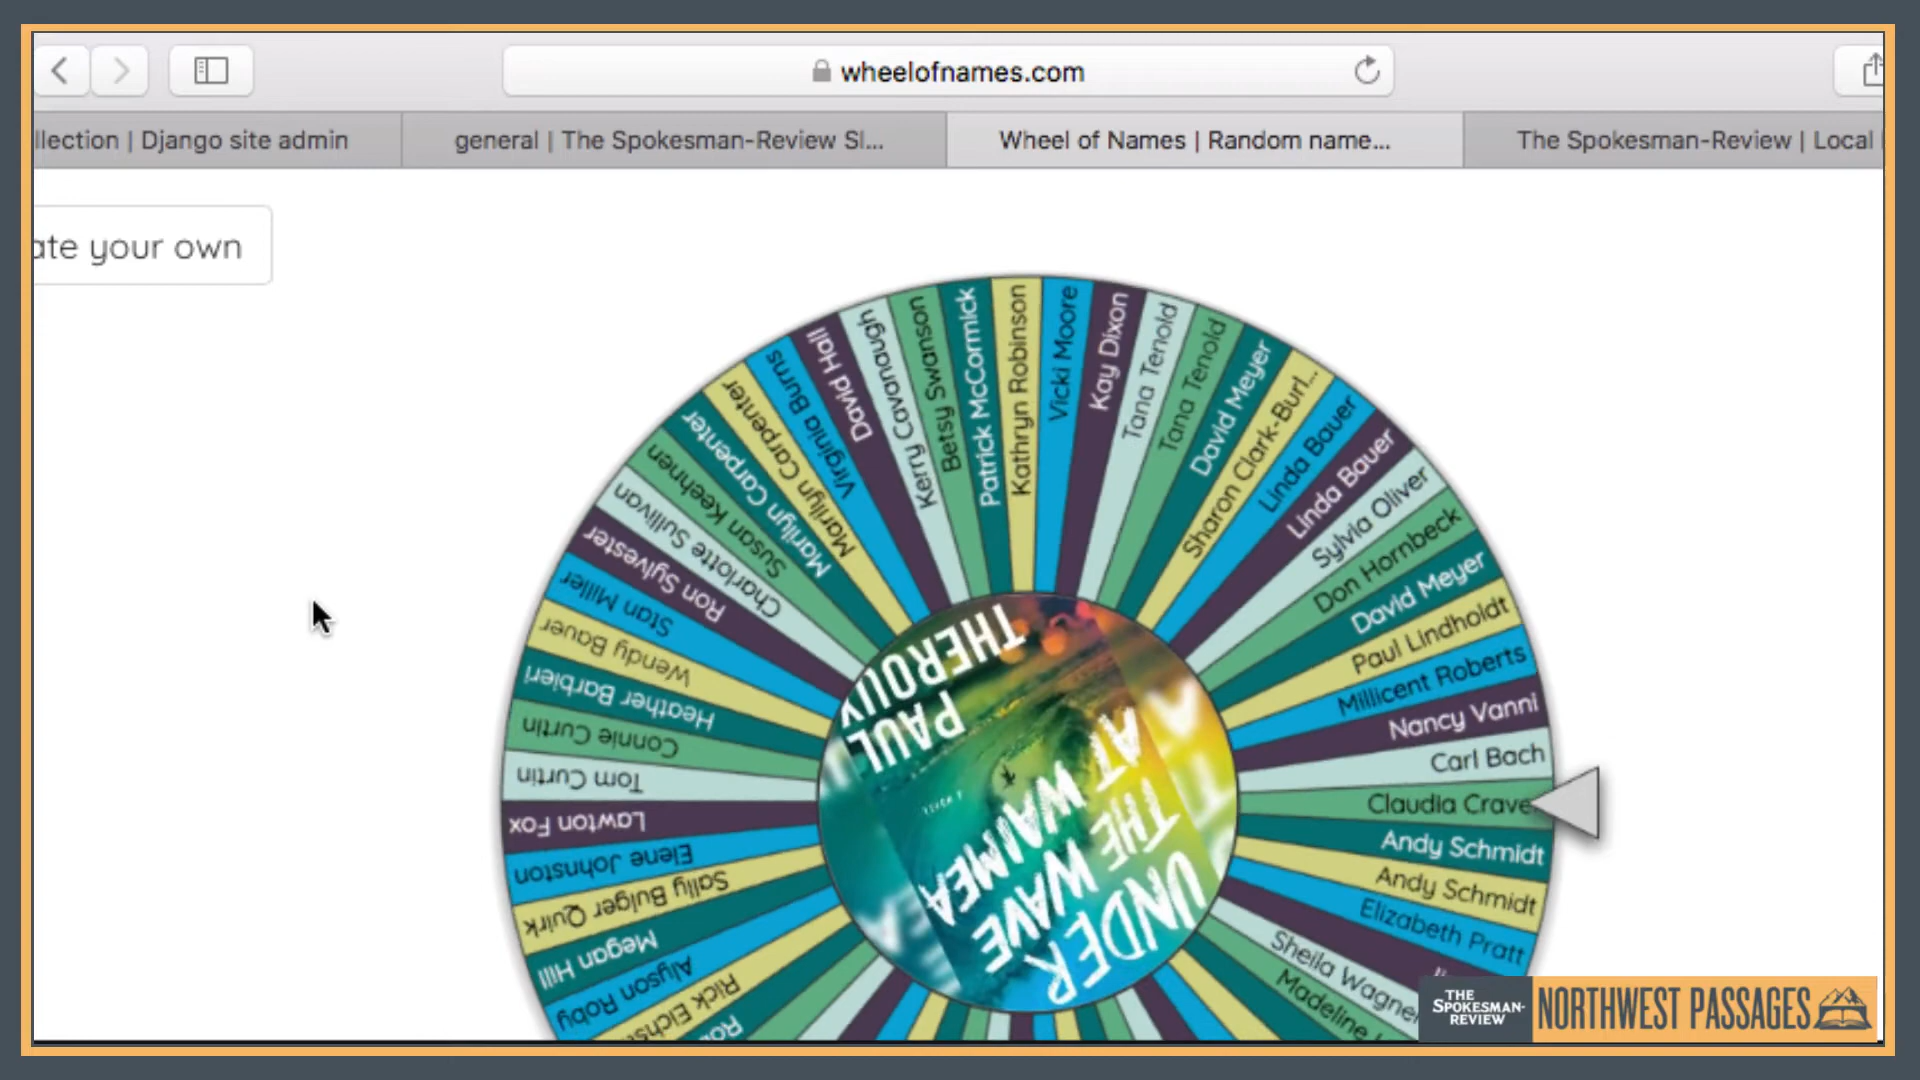 wheelofnames.com
llection | Django site admin
general | The Spokesman-Review Sl...
Wheel of Names | Random name...
The Spokesman-Review | Local
ate your own
Lawton Fox
Tom Curtin
Connie Curtin
Heather Barbieri
Wendy Bauer
Stan Miller
Ron Sylvester
Charlotte Sullivan
Susan Keehnen
Marilyn Carpenter
Marilyn Carpenter
Virginia Burns
David Hall
Kerry Cavanaugh
Betsy Swanson
Patrick McCormick
Kathryn Robinson
Vicki Moore
Kay Dixon
Tana Tenold
Tana Tenold
David Meyer
Sharon Clark-Burl...
Linda Bauer
Linda Bauer
Sylvia Oliver
Don Hornbeck
David Meyer
Paul Lindholdt
Millicent Roberts
Nancy Vanni
Carl Bach
Claudia Crave
Andy Schmidt
Andy Schmidt
Elizabeth Pratt
Sheila Wagne
Madeline
Elene Johnston
Sally Bulger Quirk
Megan Hill
Alyson Roby
Rick Eichs
PAUL
THEROUX
UNDER
THE WAVE
AT WAIMEA
THE
SPOKESMAN-
REVIEW
NORTHWEST PASSAGES